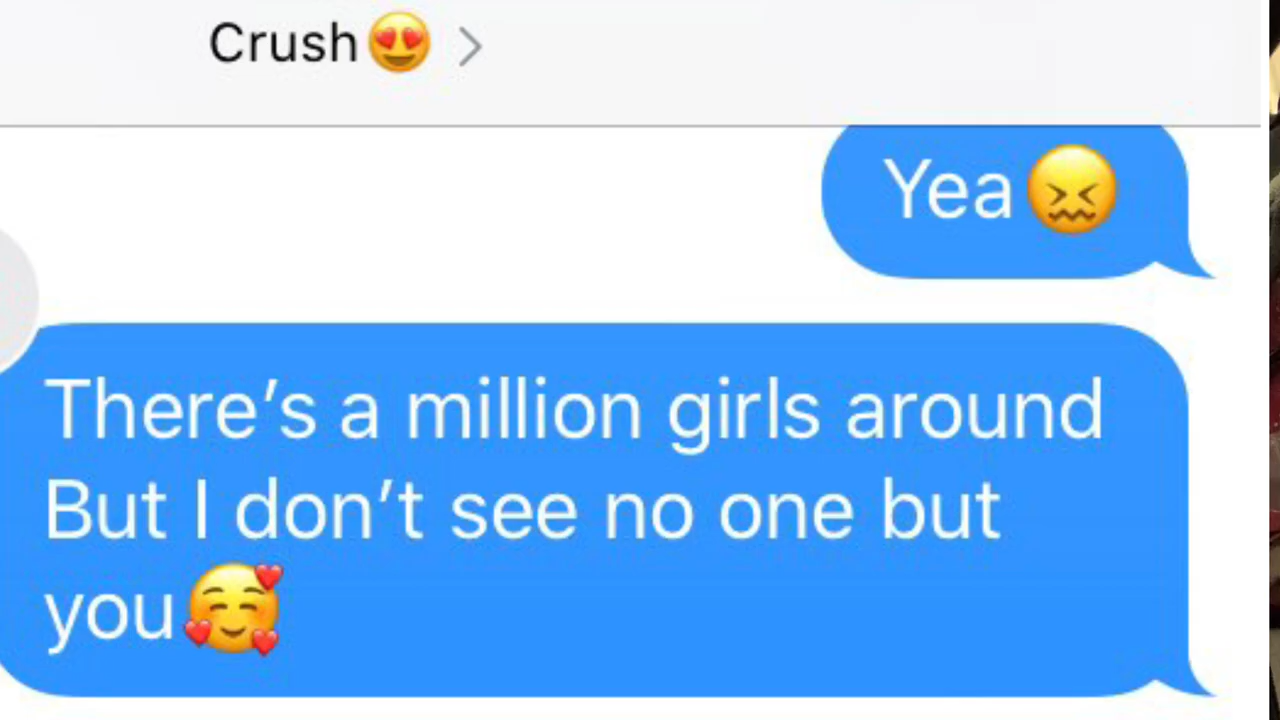 Crush😍 >
Yea😖
There’s a million girls around
But I don’t see no one but
you🥰